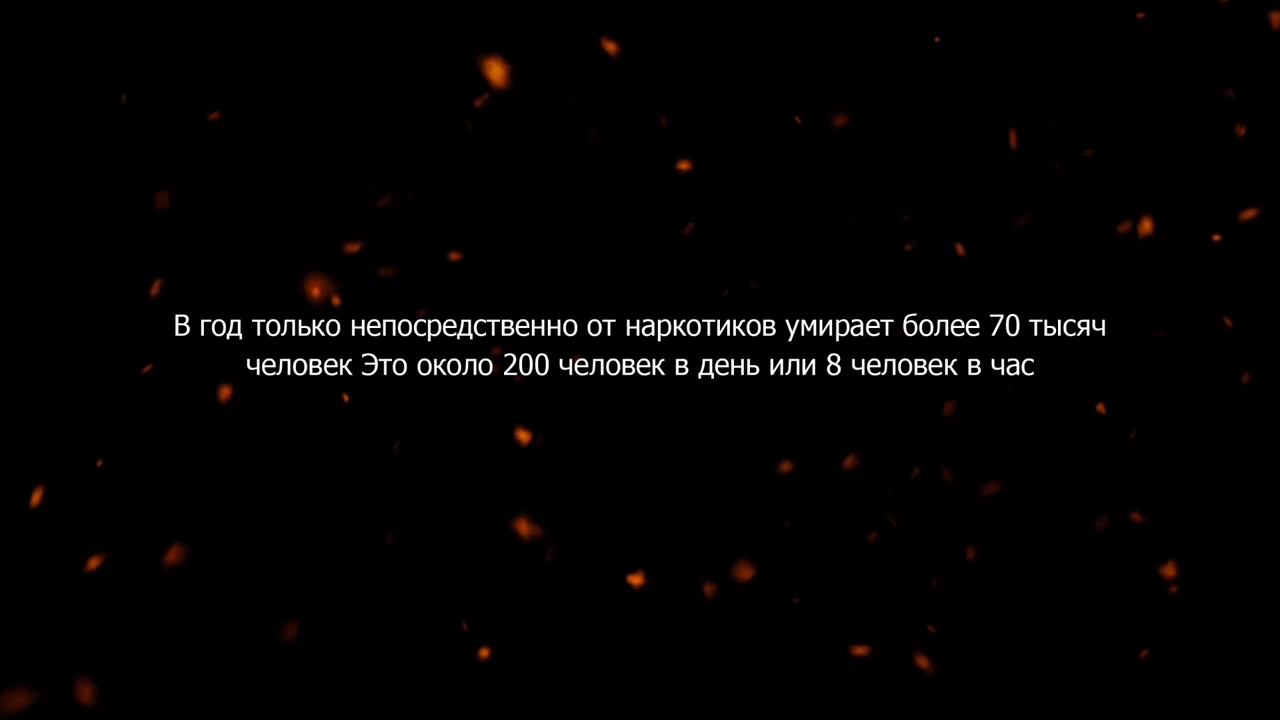 В год только непосредственно от наркотиков умирает более 70 тысяч
человек Это около 200 человек в день или 8 человек в час